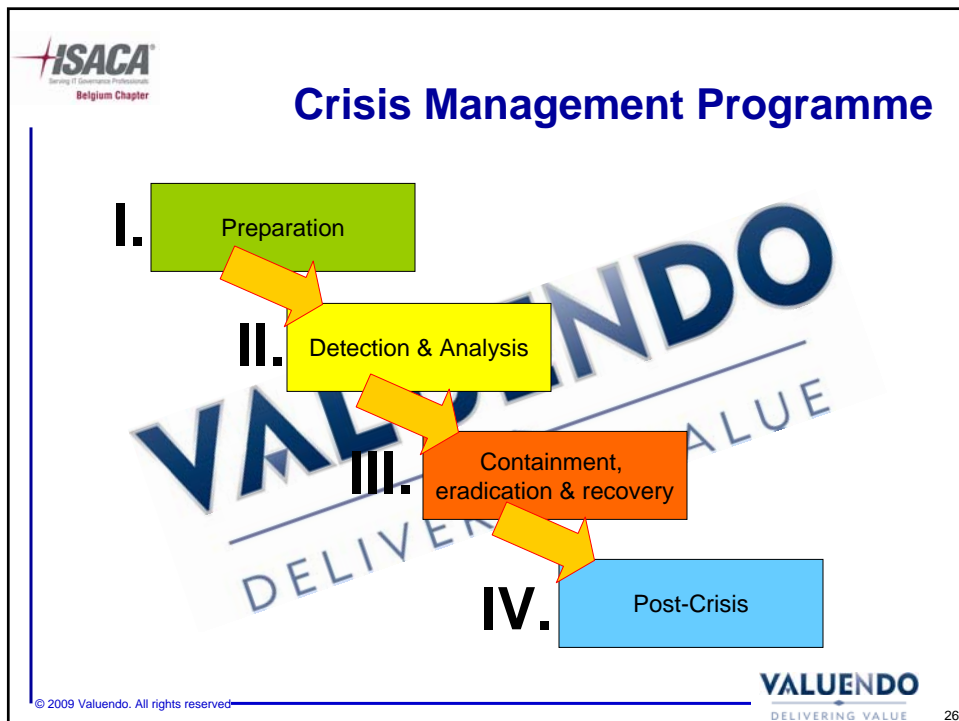 ISACA®
Serving IT Governance Professionals
Belgium Chapter
Crisis Management Programme
I.
Preparation
II.
Detection & Analysis
III.
Containment,
eradication & recovery
IV.
Post-Crisis
VALUENDO
DELIVERING VALUE
© 2009 Valuendo. All rights reserved
VALUENDO
DELIVERING VALUE
26